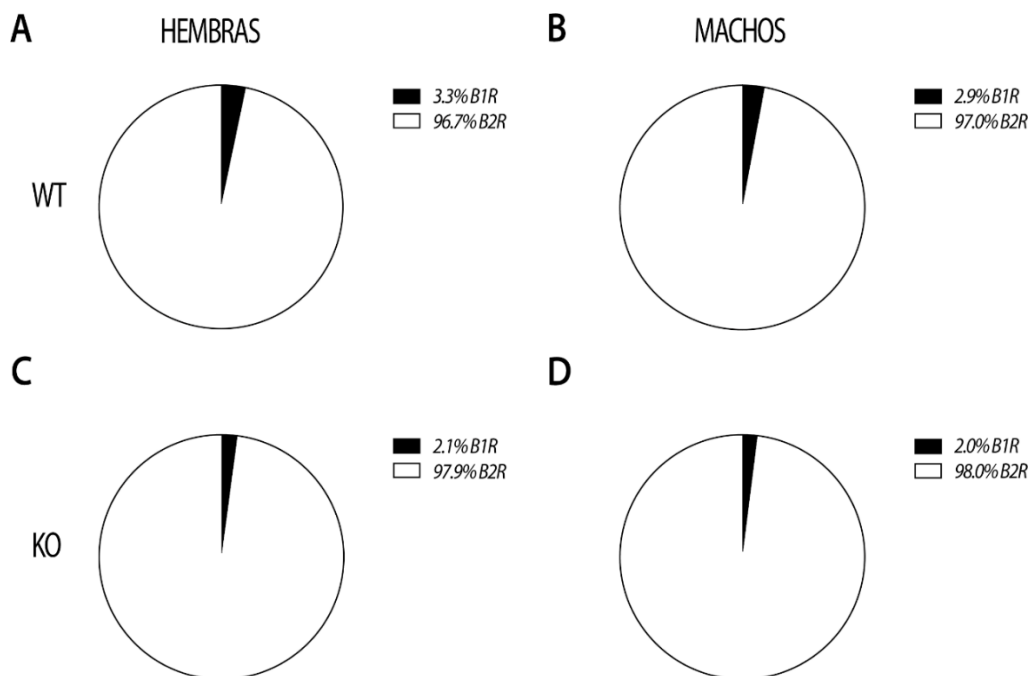 A
HEMBRAS
B
MACHOS
3.3% B1R
96.7% B2R
2.9% B1R
97.0% B2R
WT
C
D
2.1% B1R
97.9% B2R
2.0% B1R
98.0% B2R
KO